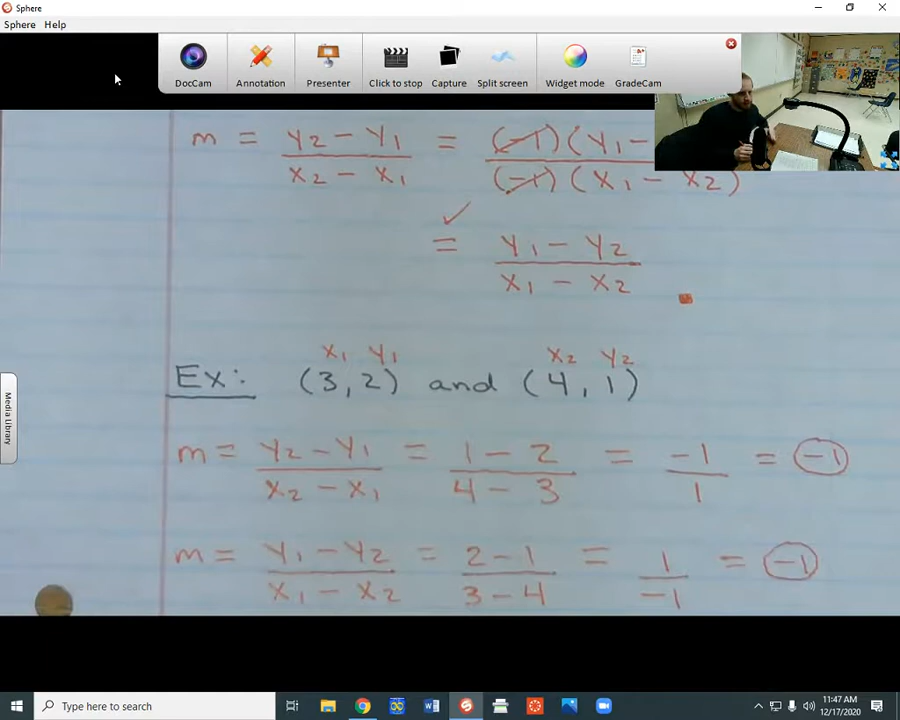 Sphere
Sphere Help
DocCam Annotation Presenter Click to stop Capture Split screen Widget mode GradeCam
m = y₂ - y₁ / x₂ - x₁ = (-1)(y₁ - / (-1)(x₁ - x₂)
✓
= y₁ - y₂ / x₁ - x₂
x₁ y₁ x₂ y₂
Ex: (3, 2) and (4, 1)
Media Library
m = y₂ - y₁ / x₂ - x₁ = 1 - 2 / 4 - 3 = -1 / 1 = -1
m = y₁ - y₂ / x₁ - x₂ = 2 - 1 / 3 - 4 = 1 / -1 = -1
Type here to search
11:47 AM
12/17/2020